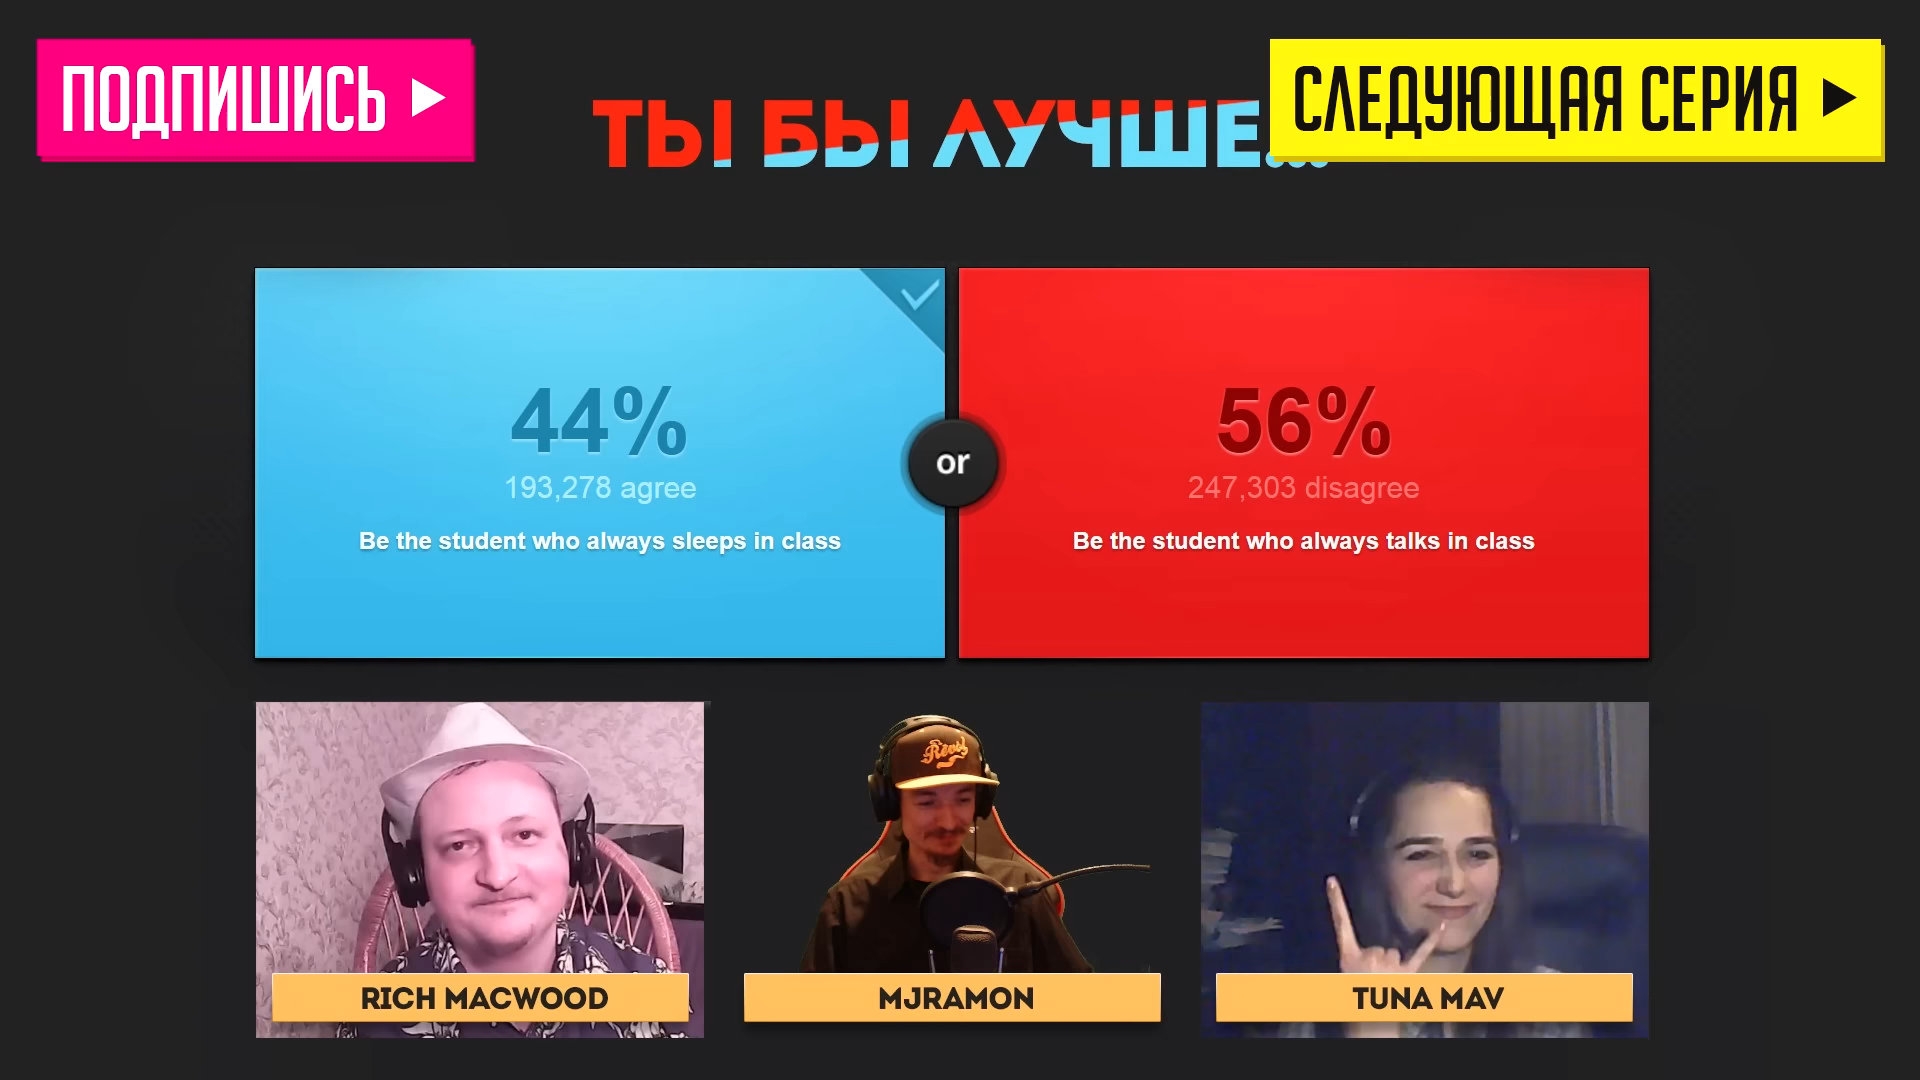 ПОДПИШИСЬ
ТЫ БЫ ЛУЧШЕ...
СЛЕДУЮЩАЯ СЕРИЯ
44%
193,278 agree
Be the student who always sleeps in class
or
56%
247,303 disagree
Be the student who always talks in class
RICH MACWOOD
MJRAMON
TUNA MAV